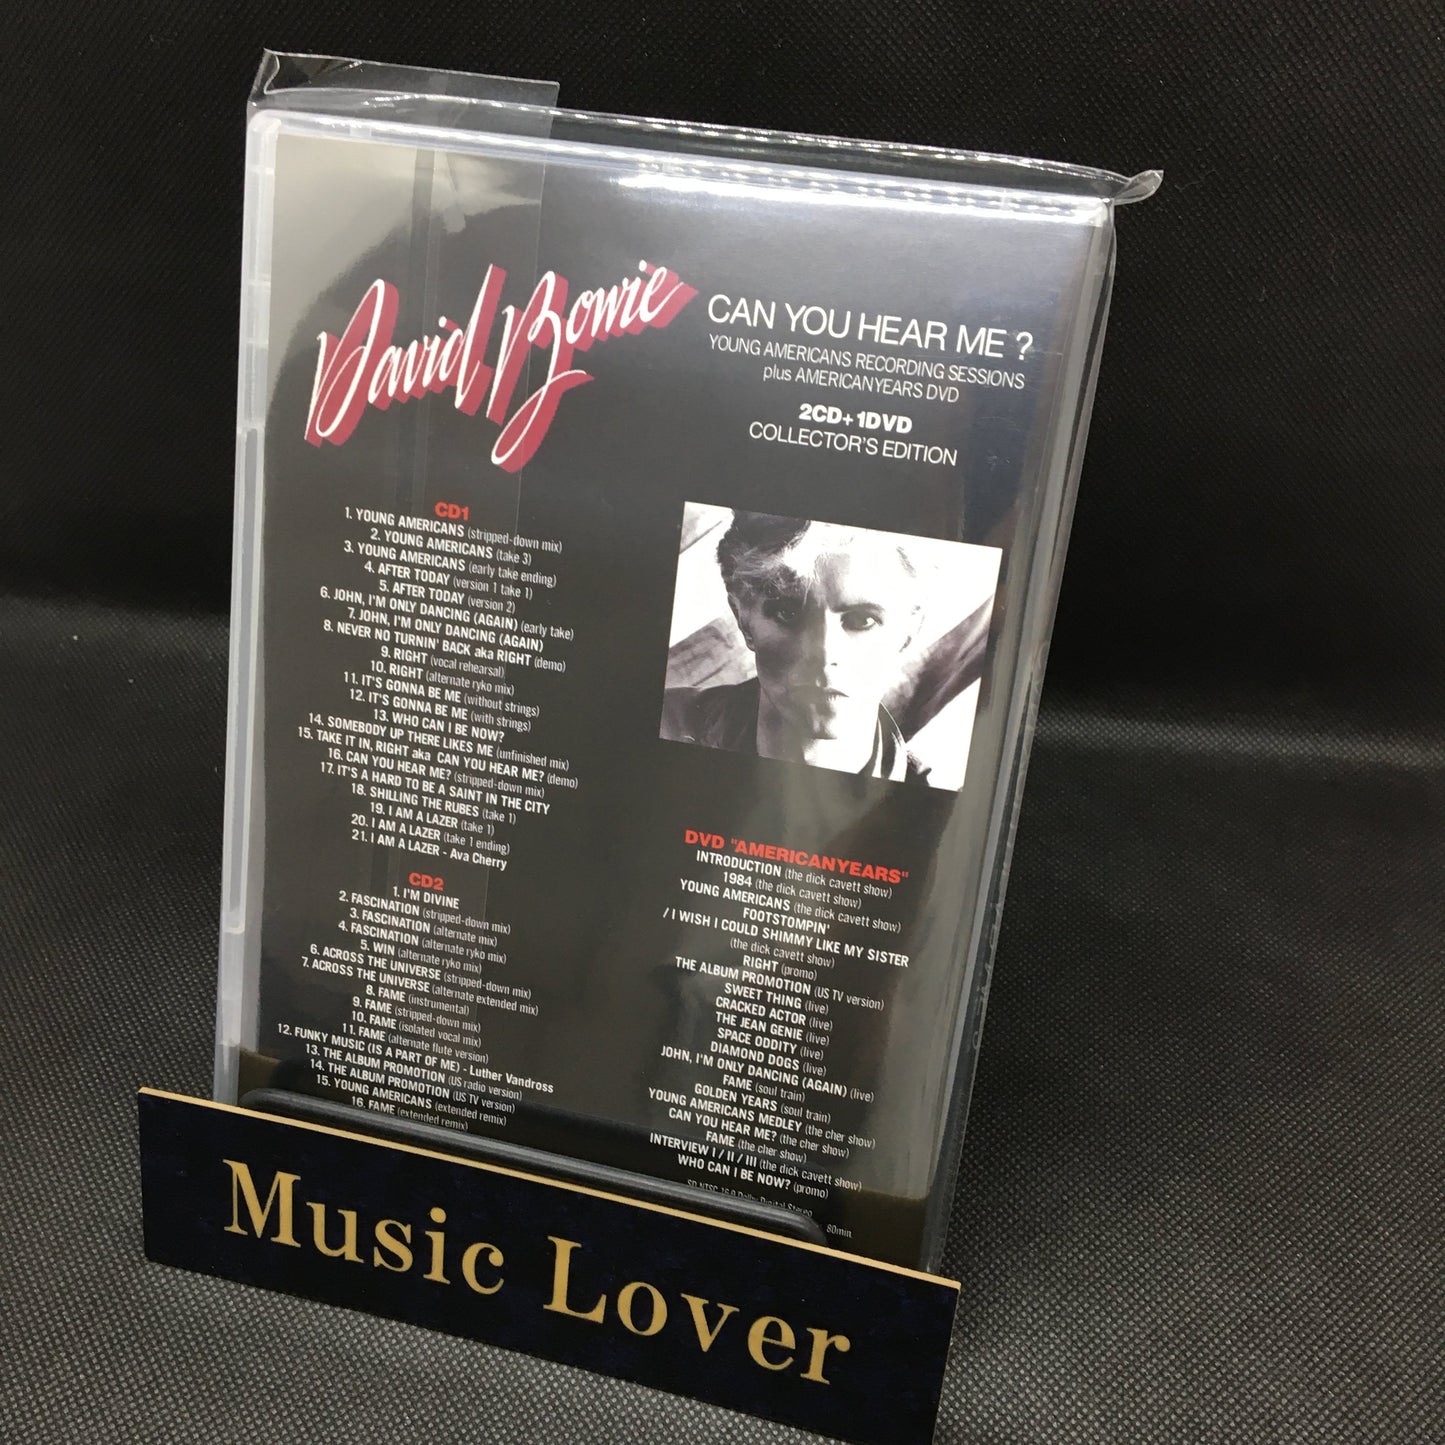 David Bowie
CAN YOU HEAR ME ?
YOUNG AMERICANS RECORDING SESSIONS
plus AMERICANYEARS DVD
2CD+1DVD
COLLECTOR'S EDITION
CD1
1. YOUNG AMERICANS (stripped-down mix)
2. YOUNG AMERICANS (take 3)
3. YOUNG AMERICANS (early take ending)
4. AFTER TODAY (version 1 take 1)
5. AFTER TODAY (version 2)
6. JOHN, I'M ONLY DANCING (AGAIN) (early take)
7. JOHN, I'M ONLY DANCING (AGAIN)
8. NEVER NO TURNIN' BACK aka RIGHT (demo)
9. RIGHT (vocal rehearsal)
10. RIGHT (alternate ryko mix)
11. IT'S GONNA BE ME (without strings)
12. IT'S GONNA BE ME (with strings)
13. WHO CAN I BE NOW?
14. SOMEBODY UP THERE LIKES ME (unfinished mix)
15. TAKE IT IN, RIGHT aka CAN YOU HEAR ME? (demo)
16. CAN YOU HEAR ME? (stripped-down mix)
17. IT'S A HARD TO BE A SAINT IN THE CITY
18. SHILLING THE RUBES (take 1)
19. I AM A LAZER (take 1)
20. I AM A LAZER (take 1 ending)
21. I AM A LAZER - Ava Cherry
CD2
1. I'M DIVINE
2. FASCINATION (stripped-down mix)
3. FASCINATION (alternate mix)
4. FASCINATION (alternate ryko mix)
5. WIN (alternate ryko mix)
6. ACROSS THE UNIVERSE (stripped-down mix)
7. ACROSS THE UNIVERSE (alternate extended mix)
8. FAME (instrumental)
9. FAME (stripped-down mix)
10. FAME (isolated vocal mix)
11. FAME (alternate flute version)
12. FUNKY MUSIC (IS A PART OF ME) - Luther Vandross
13. THE ALBUM PROMOTION (US radio version)
14. THE ALBUM PROMOTION (US TV version)
15. YOUNG AMERICANS (extended remix)
16. FAME (extended remix)
DVD "AMERICANYEARS"
INTRODUCTION (the dick cavett show)
1984 (the dick cavett show)
YOUNG AMERICANS (the dick cavett show)
FOOTSTOMPIN'
/ I WISH I COULD SHIMMY LIKE MY SISTER
(the dick cavett show)
RIGHT (promo)
THE ALBUM PROMOTION (US TV version)
SWEET THING (live)
CRACKED ACTOR (live)
THE JEAN GENIE (live)
SPACE ODDITY (live)
DIAMOND DOGS (live)
JOHN, I'M ONLY DANCING (AGAIN) (live)
FAME (soul train)
GOLDEN YEARS (soul train)
YOUNG AMERICANS MEDLEY (the cher show)
CAN YOU HEAR ME? (the cher show)
FAME (the cher show)
INTERVIEW I / II / III (the dick cavett show)
WHO CAN I BE NOW? (promo)
SD NTSC 16:9 Dolby Digital Stereo 80min.
Music Lover